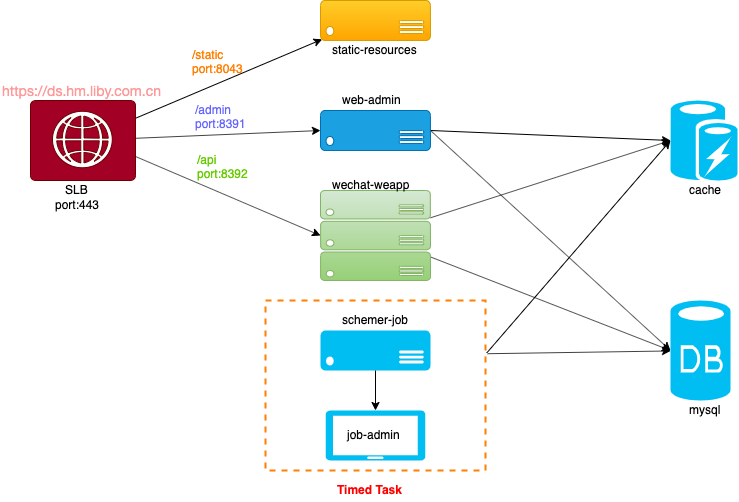 static-resources
/static
port:8043
https://ds.hm.liby.com.cn
/admin
port:8391
web-admin
/api
port:8392
SLB
port:443
wechat-weapp
cache
schemer-job
DB
mysql
job-admin
Timed Task